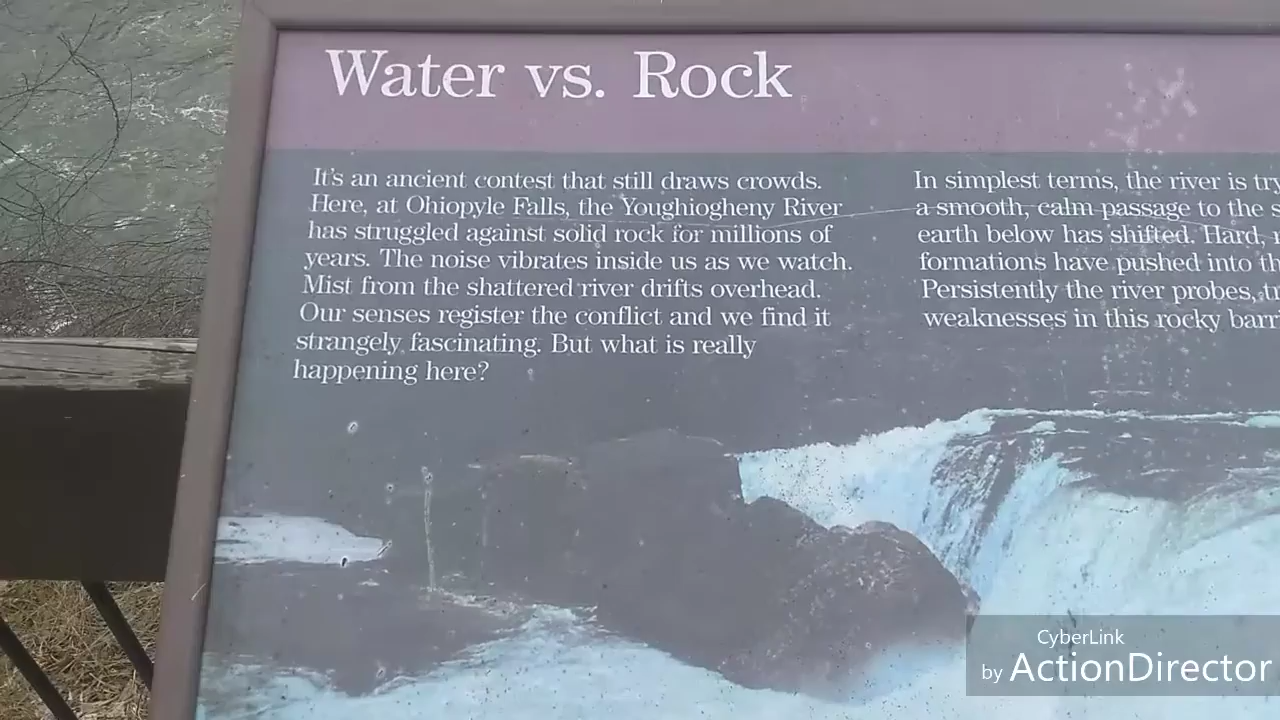 Water vs. Rock
It's an ancient contest that still draws crowds.
Here, at Ohiopyle Falls, the Youghiogheny River
has struggled against solid rock for millions of
years. The noise vibrates inside us as we watch.
Mist from the shattered river drifts overhead.
Our senses register the conflict and we find it
strangely fascinating. But what is really
happening here?
In simplest terms, the river is
a smooth, calm passage to the
earth below has shifted. Hard,
formations have pushed into
Persistently the river probes,
weaknesses in this rocky
CyberLink
by ActionDirector